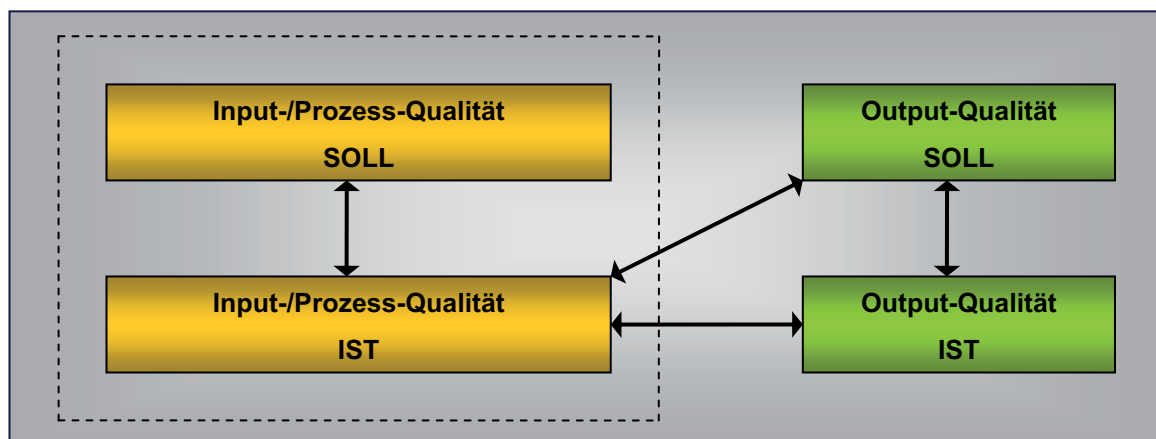 Input-/Prozess-Qualität
SOLL
Output-Qualität
SOLL
Input-/Prozess-Qualität
IST
Output-Qualität
IST